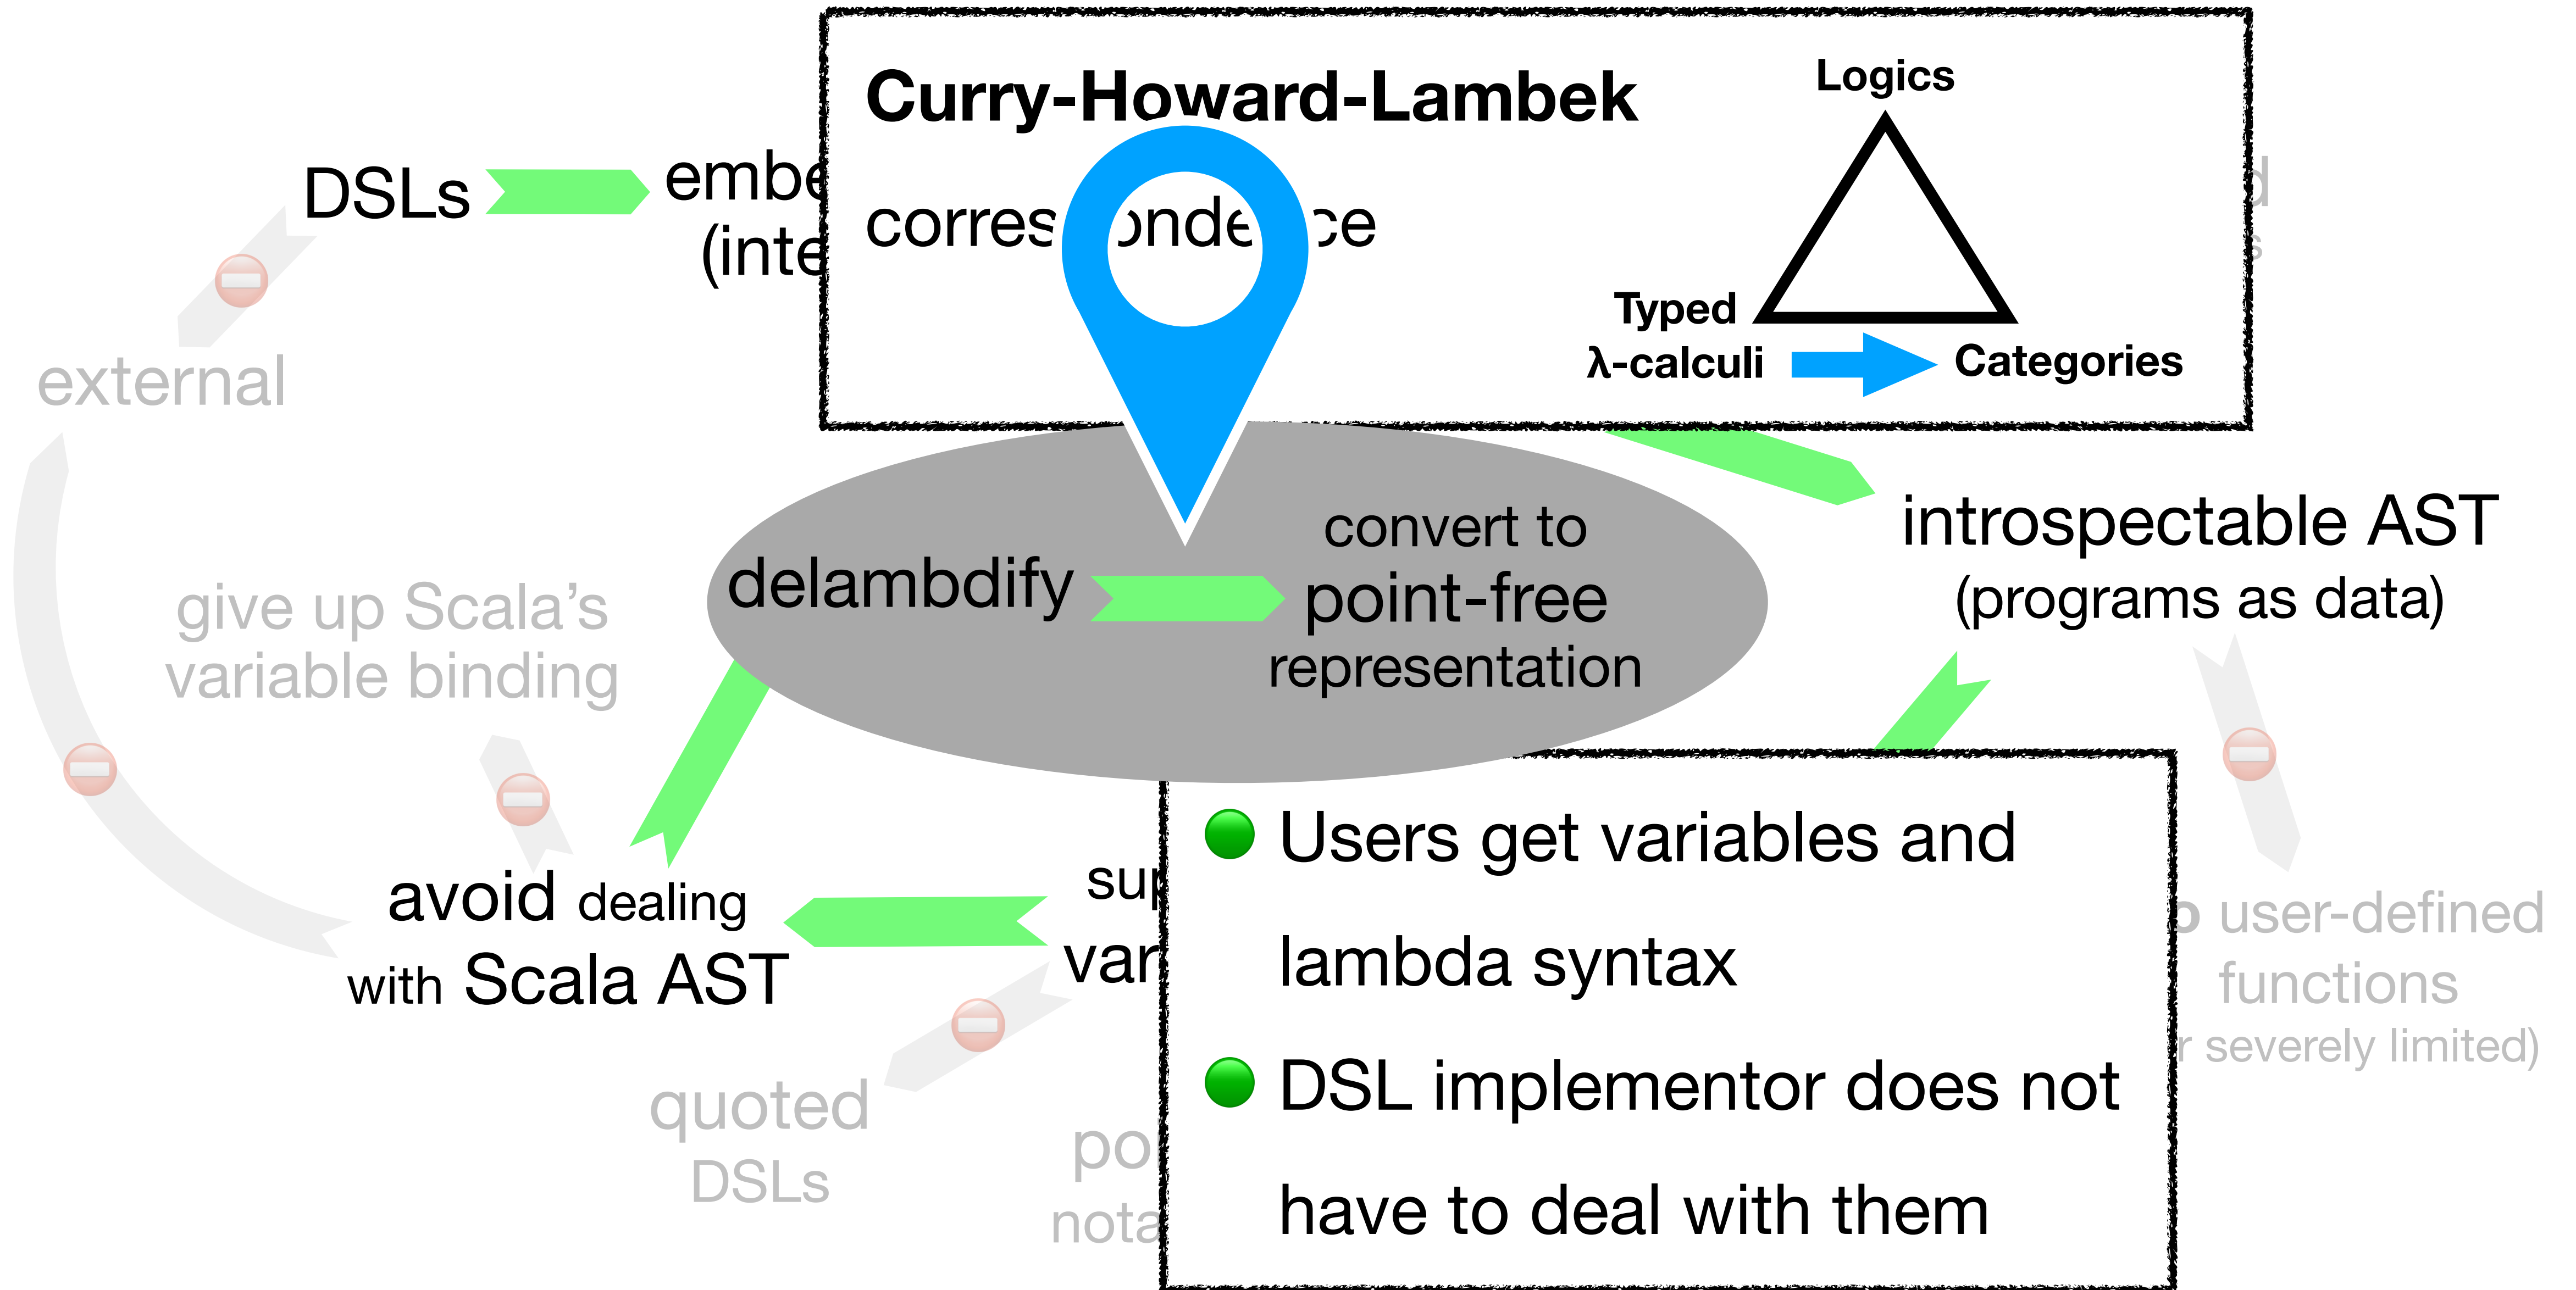 Curry-Howard-Lambek
correspondence
Logics
Typed
λ-calculi
Categories
DSLs
external
delambdify
convert to
point-free
representation
introspectable AST
(programs as data)
give up Scala’s
variable binding
avoid dealing
with Scala AST
quoted
DSLs
user-defined
functions
severely limited)
Users get variables and
lambda syntax
DSL implementor does not
have to deal with them